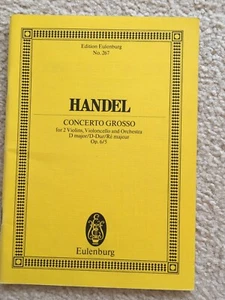 Edition Eulenburg
No. 267
HANDEL
CONCERTO GROSSO
for 2 Violins, Violoncello and Orchestra
D major/D-Dur/Ré majeur
Op. 6/5
Eulenburg